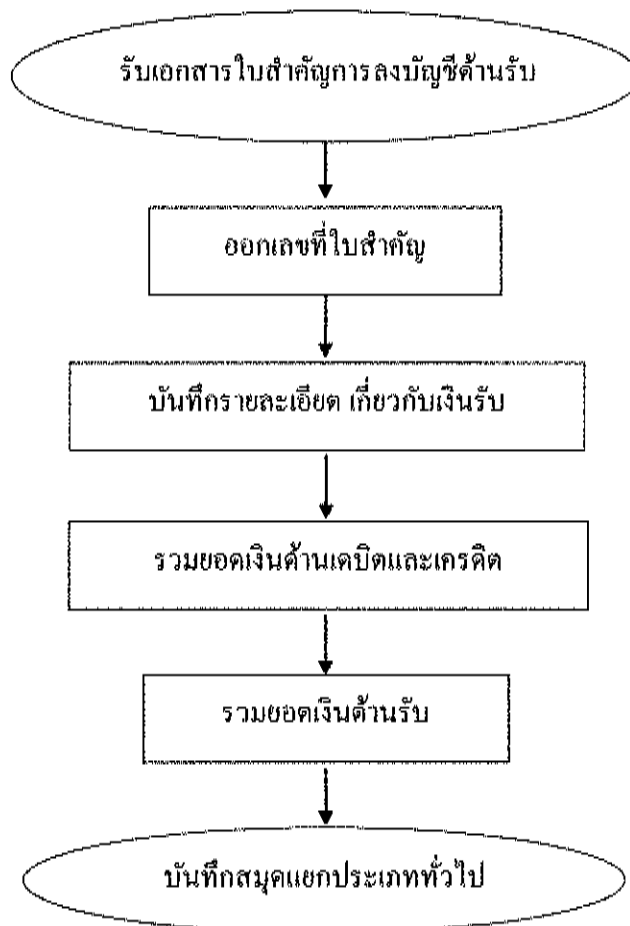 รับเอกสารใบสำคัญการลงบัญชีด้านรับ
ออกเลขที่ใบสำคัญ
บันทึกรายละเอียด เกี่ยวกับเงินรับ
รวมยอดเงินด้านเดบิตและเครดิต
รวมยอดเงินด้านรับ
บันทึกสมุดแยกประเภททั่วไป